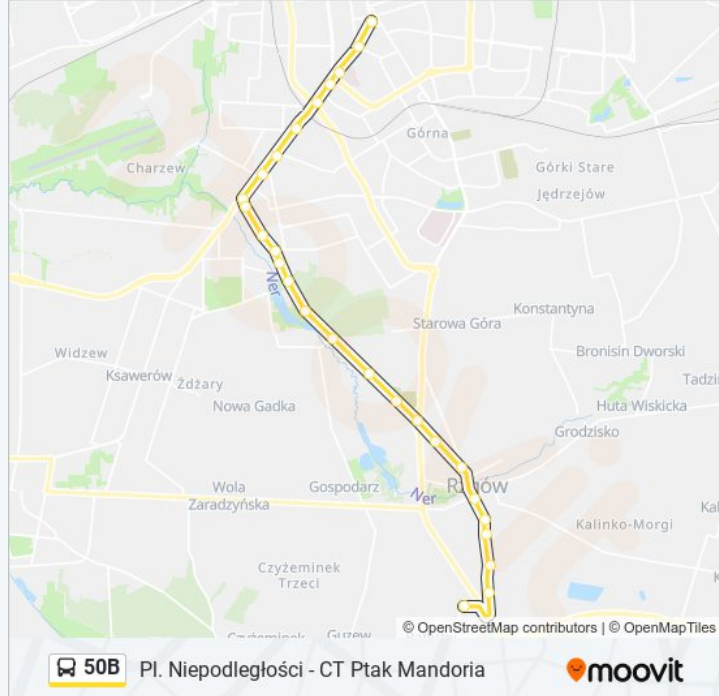 Górna
Charzew
Górki Stare
Jędrzejów
Ner
Konstantyna
Starowa Góra
Widzew
Bronisin Dworski
Ksawerów
Żdżary
Nowa Gadka
Huta Wiskicka
Grodzisko
Wola
Zaradzyńska
Gospodarz
Ner
Rzgów
Kalinko-Morgi
Czyżeminek
Trzeci
Guzew
© OpenStreetMap contributors | © OpenMapTiles
50B Pl. Niepodległości - CT Ptak Mandoria moovit